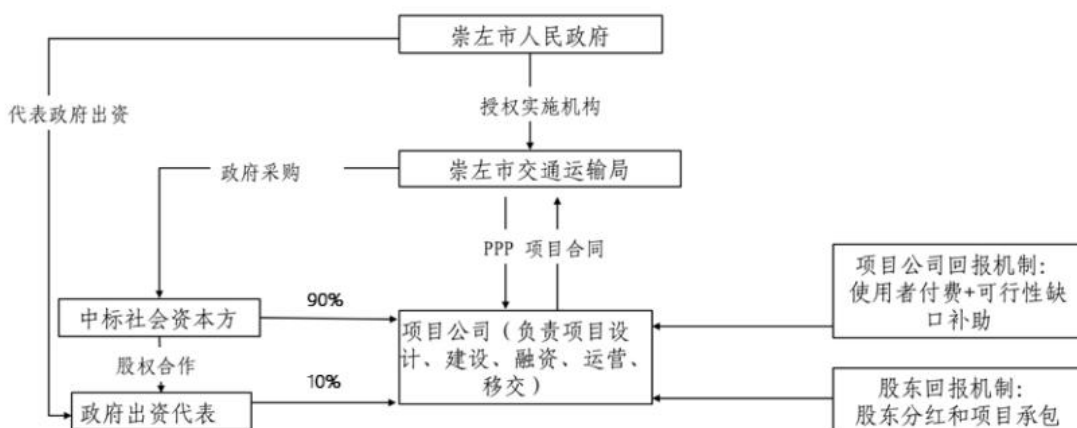 崇左市人民政府
代表政府出资
授权实施机构
政府采购
崇左市交通运输局
PPP 项目合同
项目公司回报机制:
使用者付费+可行性缺
口补助
90%
中标社会资本方
项目公司（负责项目设
计、建设、融资、运营、
移交）
股权合作
10%
政府出资代表
股东回报机制:
股东分红和项目承包